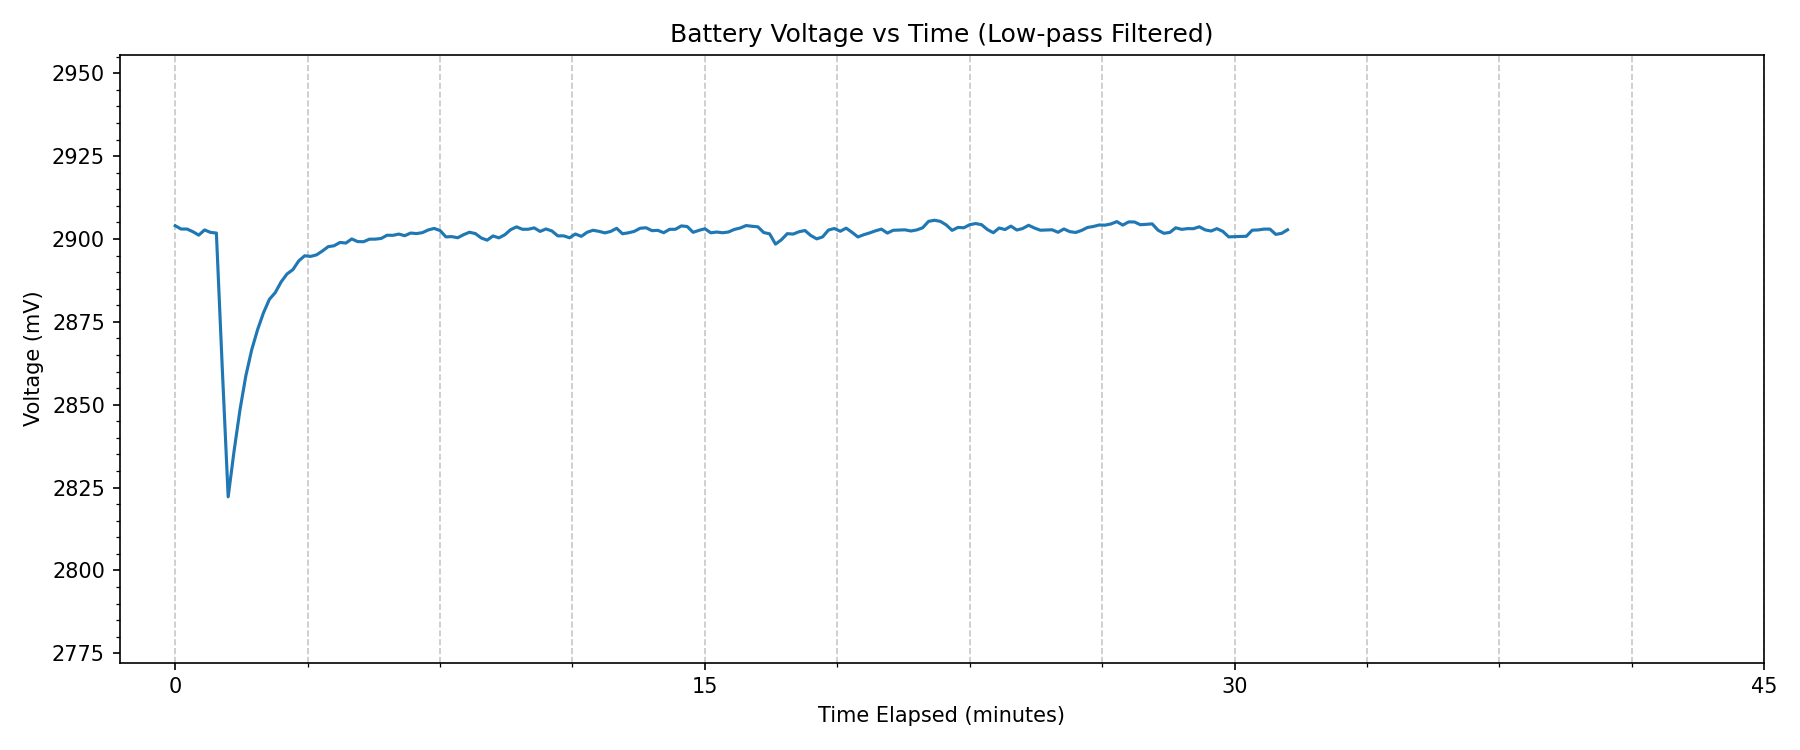 Battery Voltage vs Time (Low-pass Filtered)
Voltage (mV)
2950
2925
2900
2875
2850
2825
2800
2775
0 15 30 45
Time Elapsed (minutes)